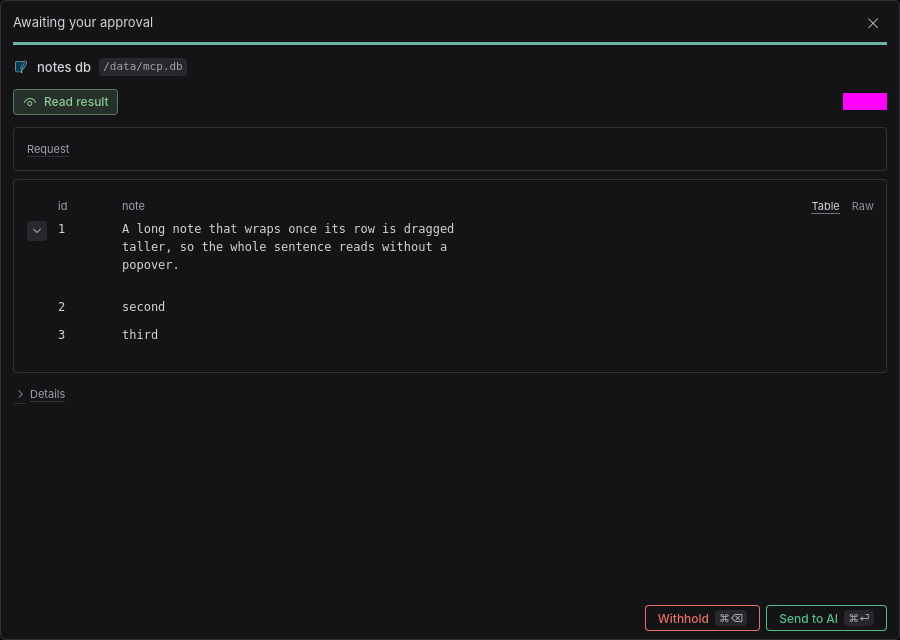 Awaiting your approval
notes db /data/mcp.db
Read result
Request
id note Table Raw
1 A long note that wraps once its row is dragged
taller, so the whole sentence reads without a
popover.
2 second
3 third
Details
Withhold ⌘⌫ Send to AI ⌘⏎